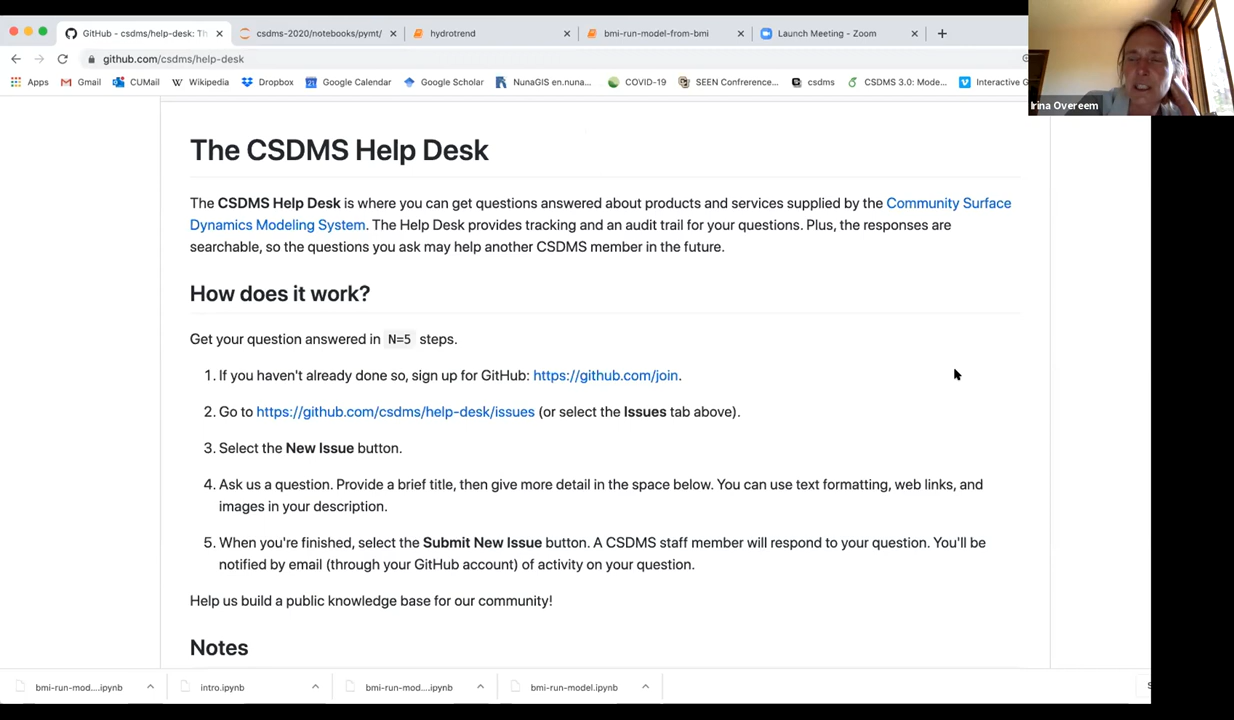 GitHub - csdms/help-desk: Th
csdms-2020/notebooks/pymt/
hydrotrend
bmi-run-model-from-bmi
Launch Meeting - Zoom
github.com/csdms/help-desk
Apps
Gmail
CUMail
Wikipedia
Dropbox
Google Calendar
Google Scholar
NunaGIS en.nuna...
COVID-19
SEEN Conferrence...
csdms
CSDMS 3.0: Mode...
Interactive G
Irina Overeem
The CSDMS Help Desk
The CSDMS Help Desk is where you can get questions answered about products and services supplied by the Community Surface
Dynamics Modeling System. The Help Desk provides tracking and an audit trail for your questions. Plus, the responses are
searchable, so the questions you ask may help another CSDMS member in the future.
How does it work?
Get your question answered in N=5 steps.
1. If you haven't already done so, sign up for GitHub: https://github.com/join.
2. Go to https://github.com/csdms/help-desk/issues (or select the Issues tab above).
3. Select the New Issue button.
4. Ask us a question. Provide a brief title, then give more detail in the space below. You can use text formatting, web links, and
images in your description.
5. When you're finished, select the Submit New Issue button. A CSDMS staff member will respond to your question. You'll be
notified by email (through your GitHub account) of activity on your question.
Help us build a public knowledge base for our community!
Notes
bmi-run-mod....ipynb
intro.ipynb
bmi-run-mod....ipynb
bmi-run-model.ipynb